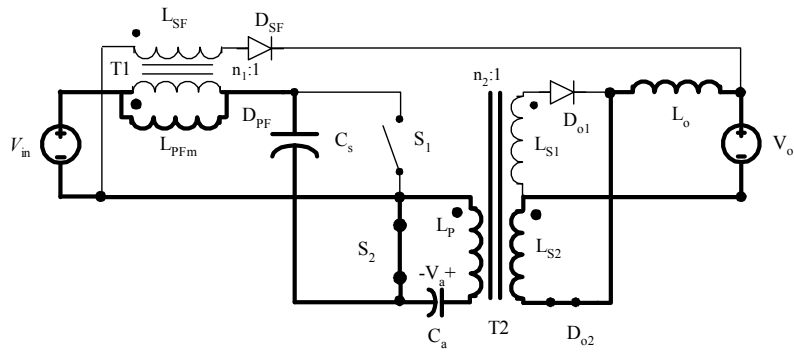 L_SF
D_SF
T1
n_1:1
n_2:1
D_PF
L_PFm
V_in
C_s
S_1
S_2
L_P
-V_a+
C_a
T2
L_S1
L_S2
D_o1
D_o2
L_o
V_o